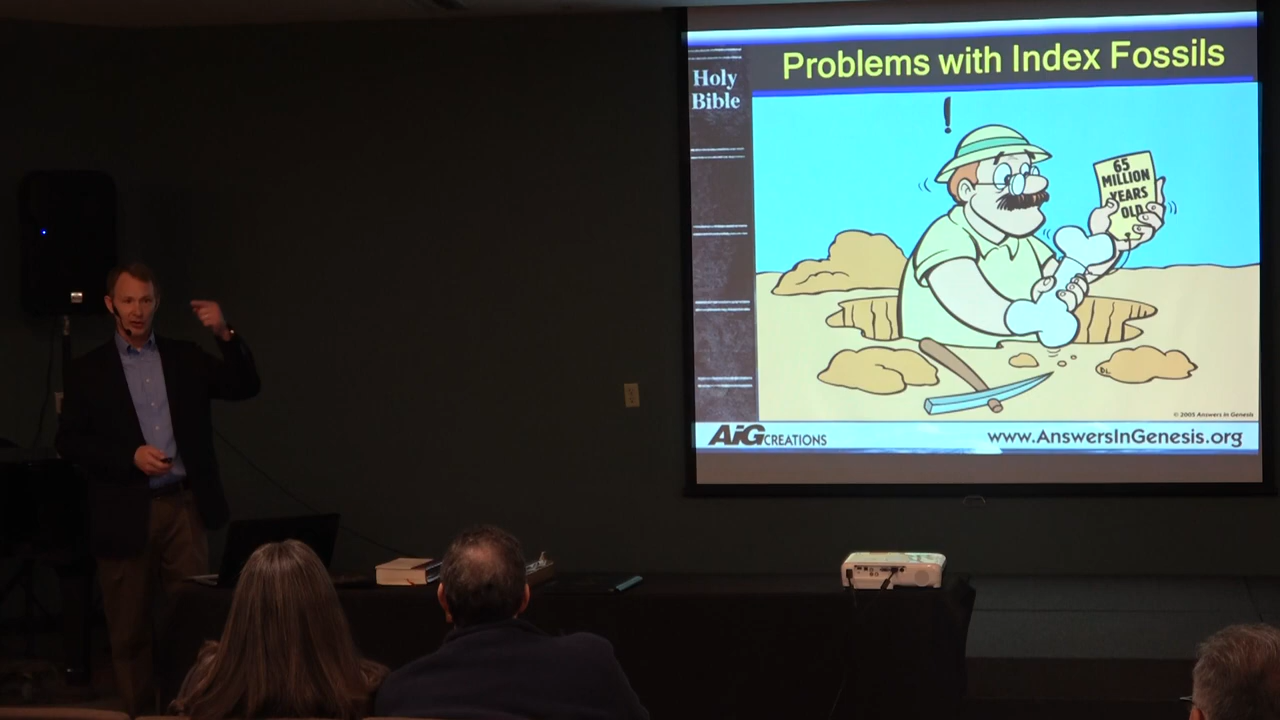 Problems with Index Fossils
Holy
Bible
!
65
MILLION
YEARS
OLD
DL
© 2005 Answers In Genesis
AiG CREATIONS
www.AnswersInGenesis.org